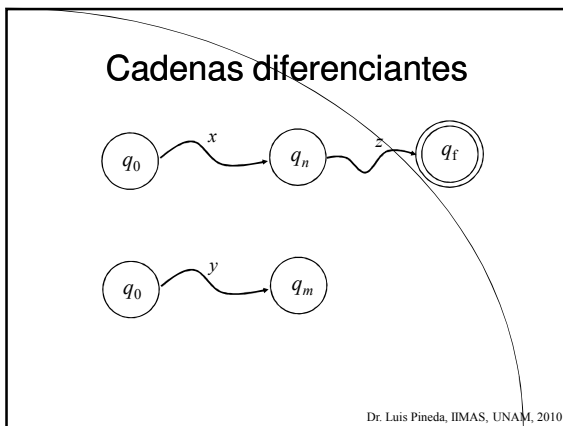 Cadenas diferenciantes
q0 x qn z qf
q0 y qm
Dr. Luis Pineda, IIMAS, UNAM, 2010